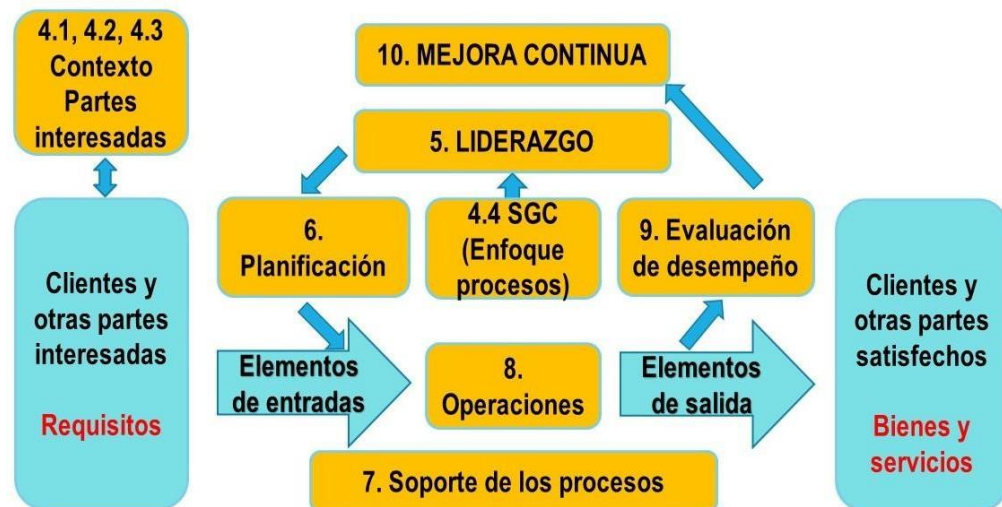 4.1, 4.2, 4.3
Contexto
Partes
interesadas
10. MEJORA CONTINUA
5. LIDERAZGO
6.
Planificación
4.4 SGC
(Enfoque
procesos)
9. Evaluación
de desempeño
Clientes y
otras partes
interesadas
Requisitos
Elementos
de entradas
8.
Operaciones
Elementos
de salida
Clientes y
otras partes
satisfechos
Bienes y
servicios
7. Soporte de los procesos